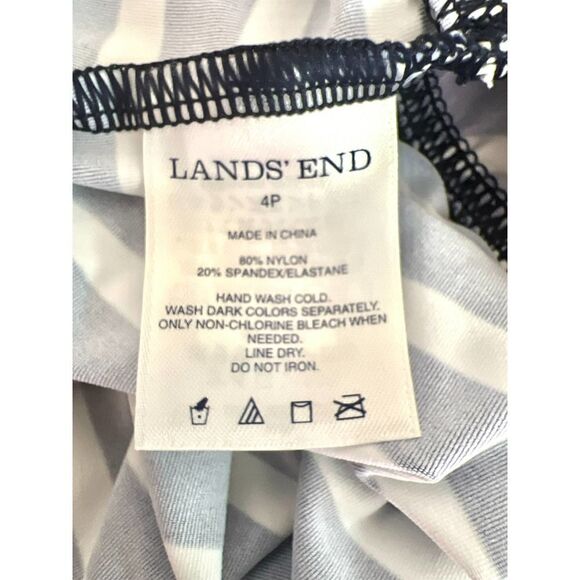 LANDS' END
4P
MADE IN CHINA
80% NYLON
20% SPANDEX/ELASTANE
HAND WASH COLD.
WASH DARK COLORS SEPARATELY.
ONLY NON-CHLORINE BLEACH WHEN
NEEDED.
LINE DRY.
DO NOT IRON.